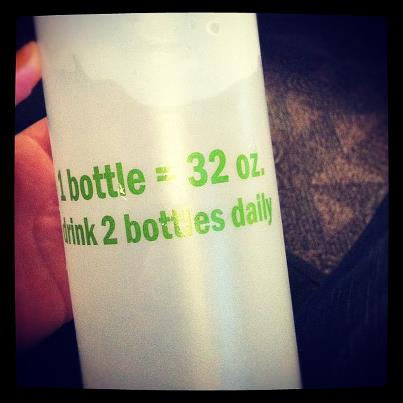 1 bottle = 32 oz.
drink 2 bottles daily